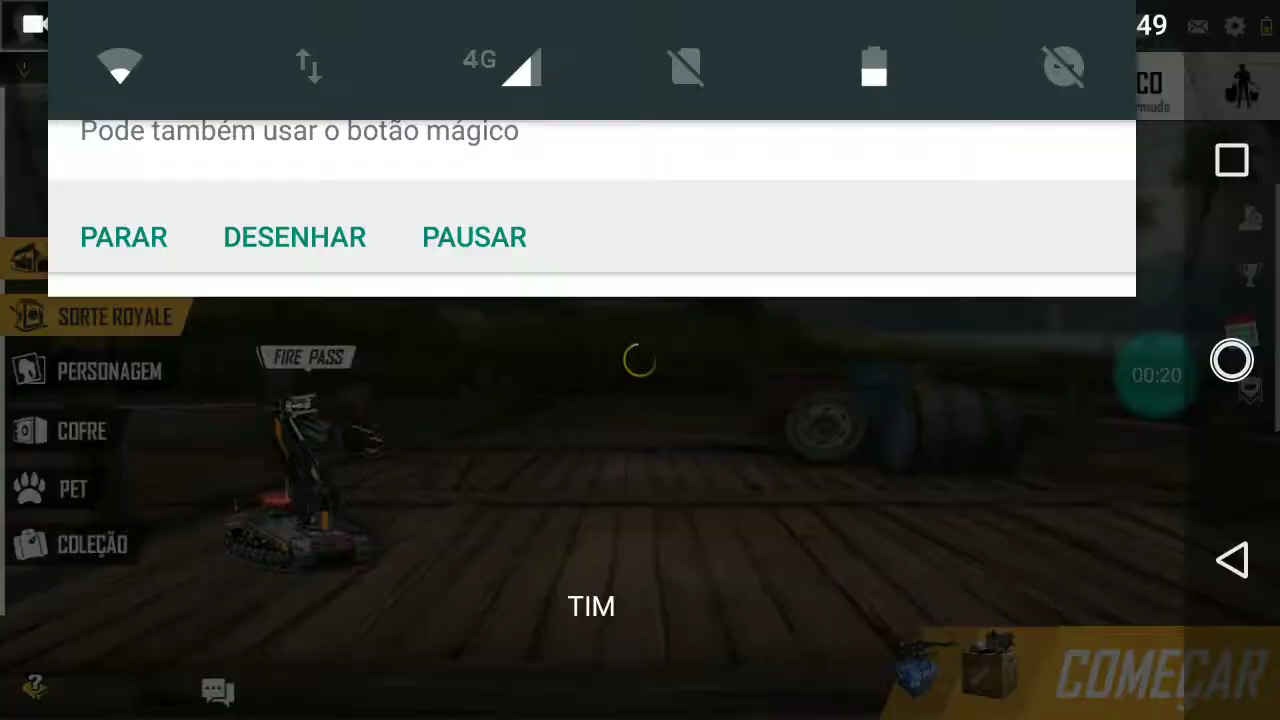 49
4G
Pode também usar o botão mágico
PARAR DESENHAR PAUSAR
SORTE ROYALE
FIRE PASS
PERSONAGEM
00:20
COFRE
PET
COLEÇÃO
TIM
COMEÇAR